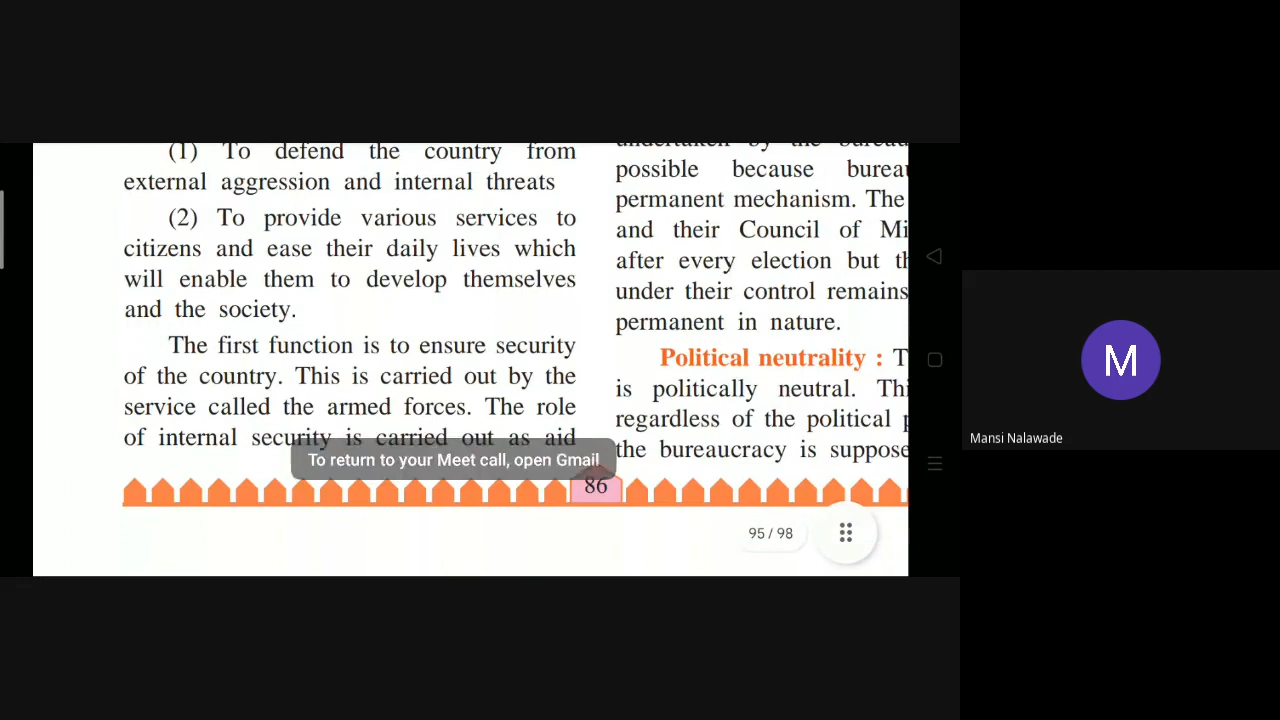 (1) To defend the country from
external aggression and internal threats
(2) To provide various services to
citizens and ease their daily lives which
will enable them to develop themselves
and the society.
The first function is to ensure security
of the country. This is carried out by the
service called the armed forces. The role
of internal security is carried out as aid
undertaken by the
possible because
permanent mechanism. The
and their Council of
after every election but
under their control remains
permanent in nature.
Political neutrality :
is politically neutral.
regardless of the political
the bureaucracy is
To return to your Meet call, open Gmail
86
95 / 98
M
Mansi Nalawade